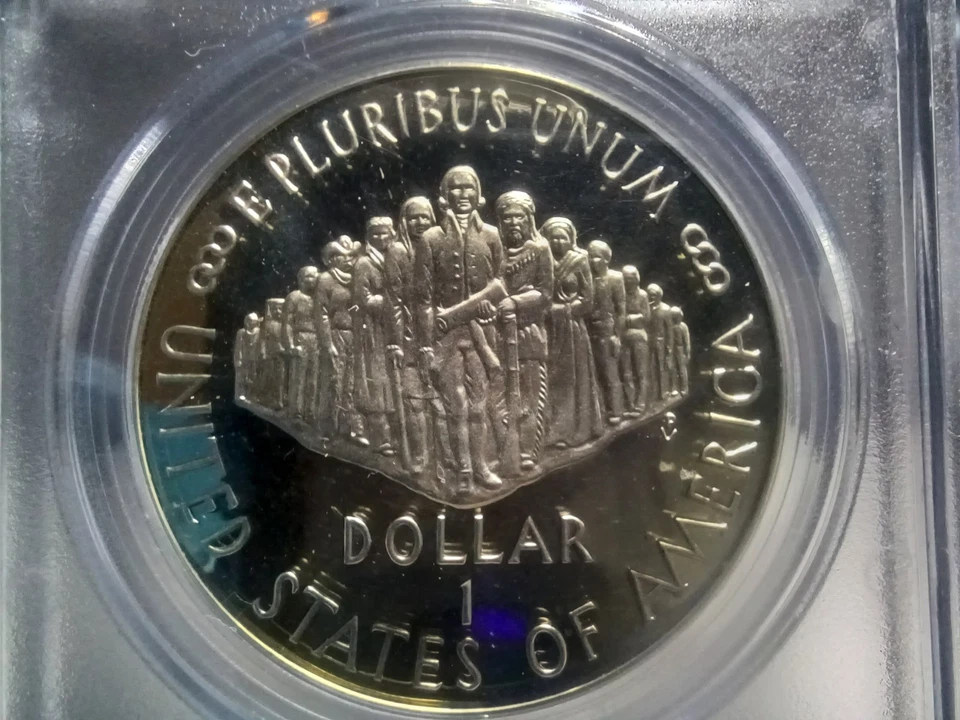 E PLURIBUS UNUM
UNITED STATES OF AMERICA
DOLLAR
1